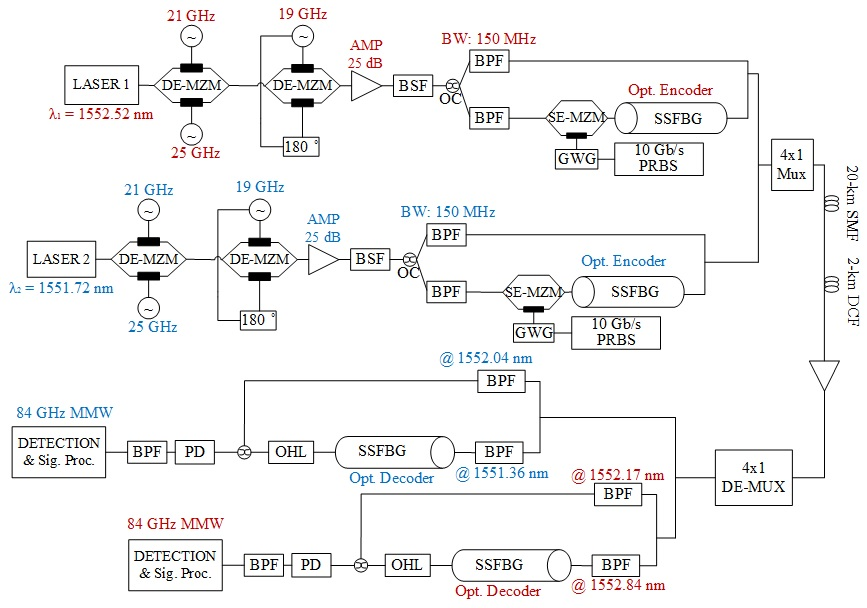 21 GHz
19 GHz
AMP
25 dB
BW: 150 MHz
LASER 1
DE-MZM
DE-MZM
BSF
OC
BPF
BPF
λ1 = 1552.52 nm
25 GHz
180 °
SE-MZM
Opt. Encoder
SSFBG
GWG
10 Gb/s
PRBS
4x1
Mux
20-km SMF 2-km DCF
21 GHz
19 GHz
AMP
25 dB
BW: 150 MHz
LASER 2
DE-MZM
DE-MZM
BSF
OC
BPF
BPF
λ2 = 1551.72 nm
25 GHz
180 °
SE-MZM
Opt. Encoder
SSFBG
GWG
10 Gb/s
PRBS
@ 1552.04 nm
BPF
84 GHz MMW
DETECTION
& Sig. Proc.
BPF
PD
OHL
SSFBG
Opt. Decoder
BPF
@ 1551.36 nm
4x1
DE-MUX
@ 1552.17 nm
BPF
84 GHz MMW
DETECTION
& Sig. Proc.
BPF
PD
OHL
SSFBG
Opt. Decoder
BPF
@ 1552.84 nm